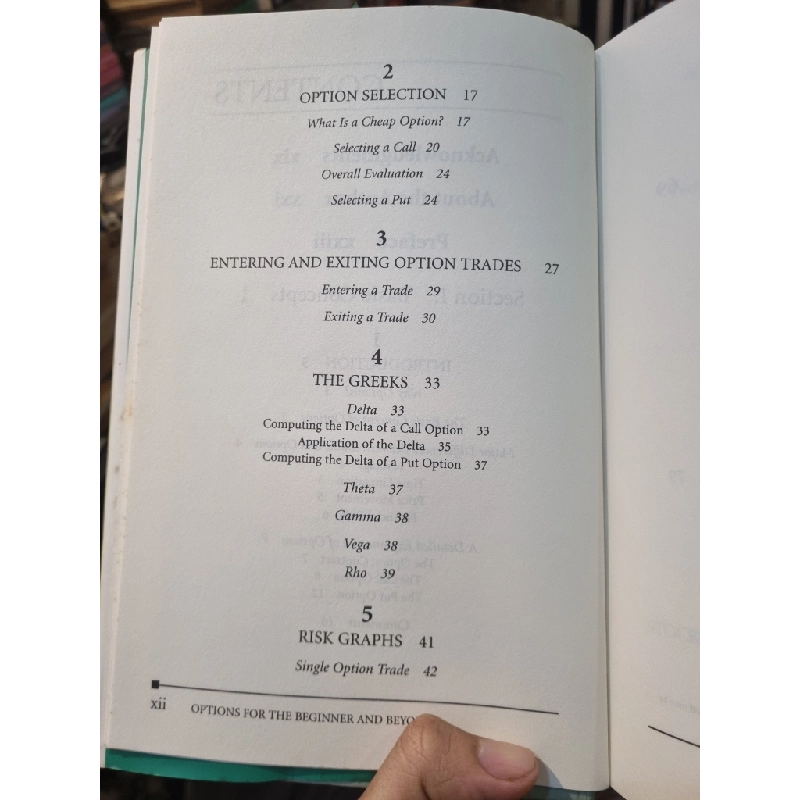 2
OPTION SELECTION 17
What Is a Cheap Option? 17
Selecting a Call 20
Overall Evaluation 24
Selecting a Put 24
3
ENTERING AND EXITING OPTION TRADES 27
Entering a Trade 29
Exiting a Trade 30
4
THE GREEKS 33
Delta 33
Computing the Delta of a Call Option 33
Application of the Delta 35
Computing the Delta of a Put Option 37
Theta 37
Gamma 38
Vega 38
Rho 39
5
RISK GRAPHS 41
Single Option Trade 42
xii OPTIONS FOR THE BEGINNER AND